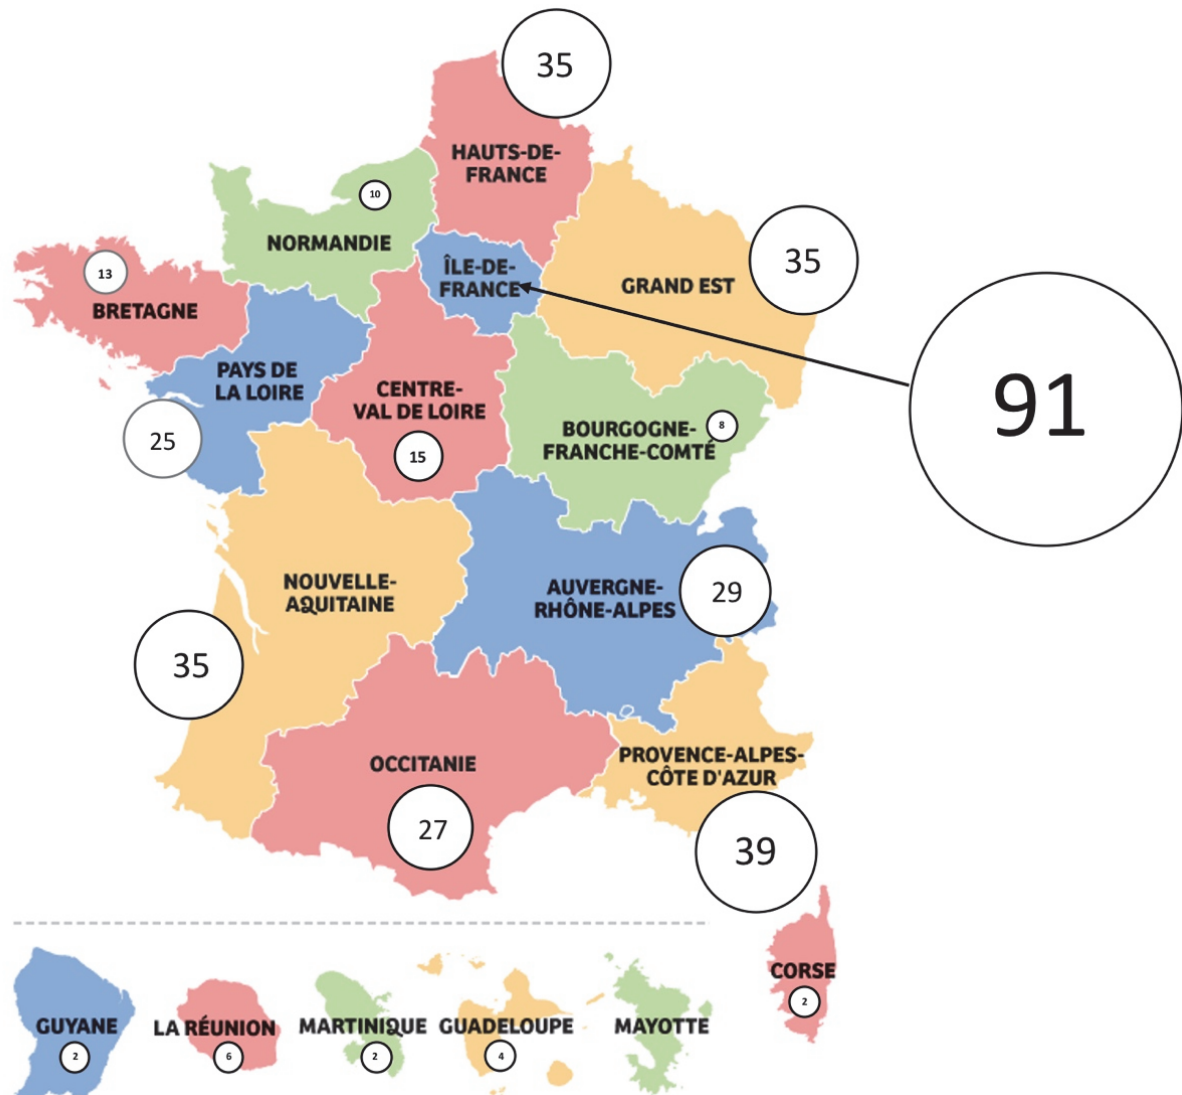 35
HAUTS-DE-
FRANCE
10
NORMANDIE
ÎLE-DE-
FRANCE
35
GRAND EST
13
BRETAGNE
91
PAYS DE
LA LOIRE
25
CENTRE-
VAL DE LOIRE
15
BOURGOGNE-
FRANCHE-COMTÉ
8
NOUVELLE-
AQUITAINE
35
AUVERGNE-
RHÔNE-ALPES
29
OCCITANIE
27
PROVENCE-ALPES-
CÔTE D'AZUR
39
CORSE
2
GUYANE
2
LA RÉUNION
6
MARTINIQUE
2
GUADELOUPE
4
MAYOTTE